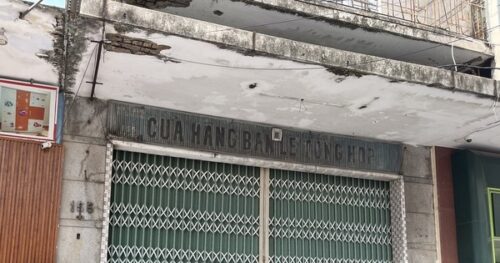 CỬA HÀNG BÁN LẺ TỔNG HỢP